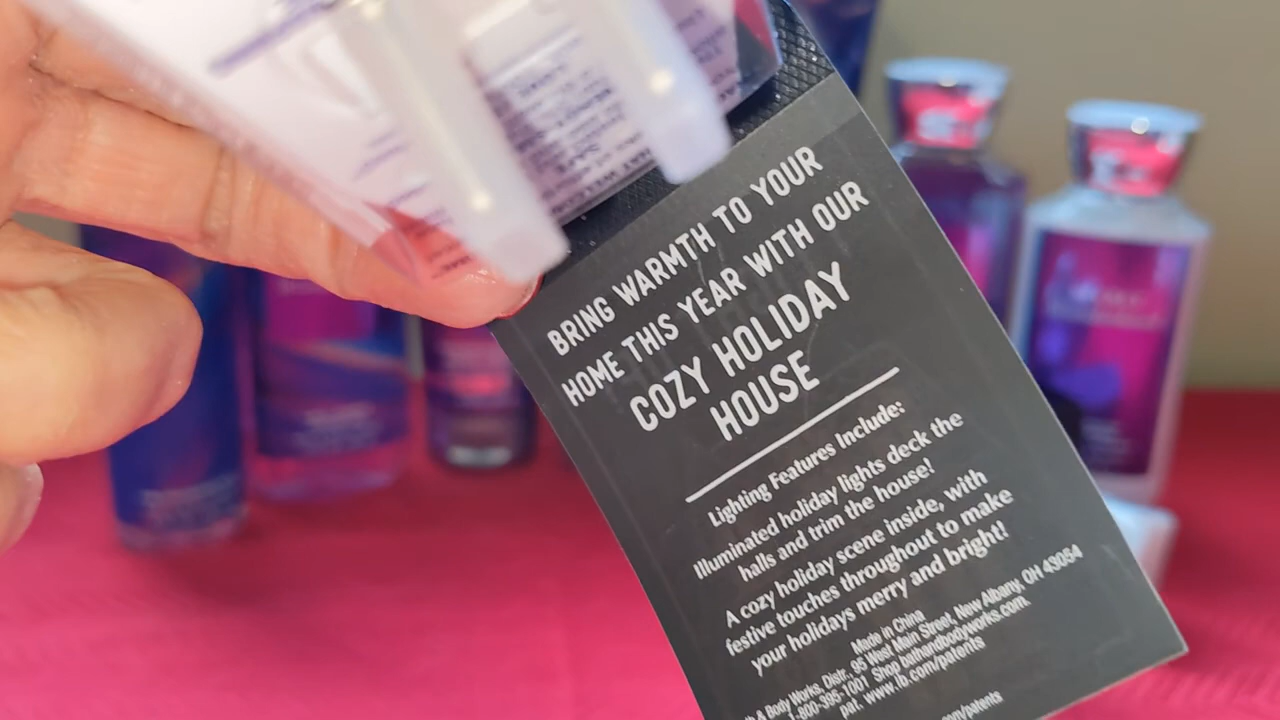 BRING WARMTH TO YOUR
HOME THIS YEAR WITH OUR
COZY HOLIDAY
HOUSE
Lighting Features Include:
Illuminated holiday lights deck the
halls and trim the house!
A cozy holiday scene inside, with
festive touches throughout to make
your holidays merry and bright!
Made in China
& Body Works, Distr., 95 West Main Street, New Albany, OH 43054
1-800-395-1001 Shop bathandbodyworks.com
pat. www.lb.com/patents
com/patents